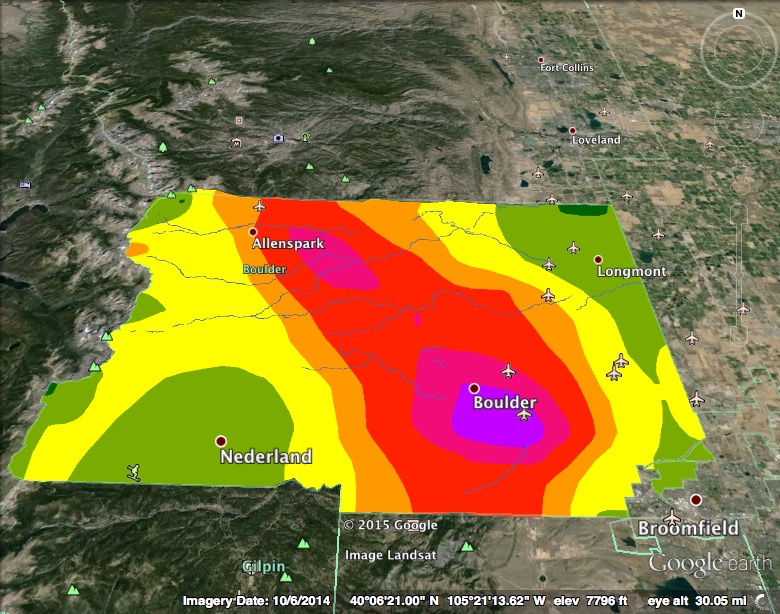 N
Fort Collins
Loveland
Allenspark
Boulder
Longmont
Boulder
Nederland
© 2015 Google
Broomfield
Image Landsat
Google earth
Gilpin
Imagery Date: 10/6/2014 40°06'21.00" N 105°21'13.62" W elev 7796 ft eye alt 30.05 mi